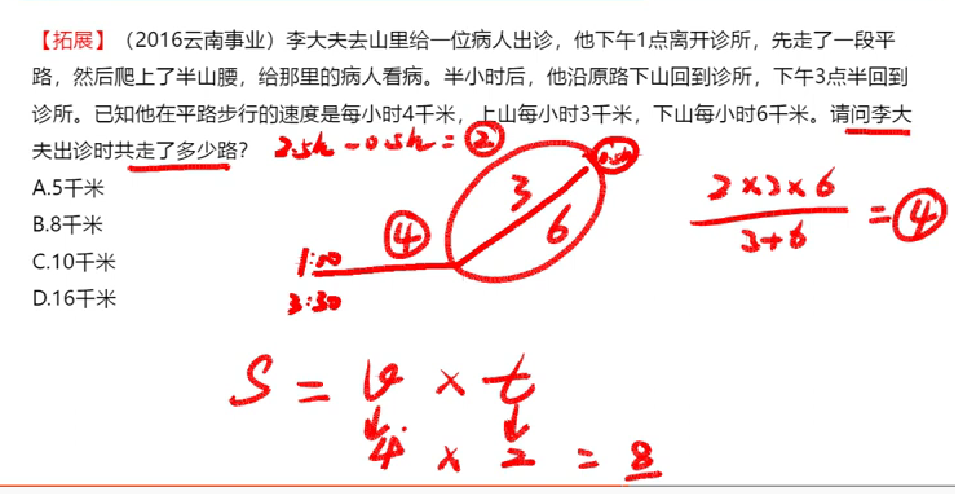 【拓展】（2016云南事业）李大夫去山里给一位病人出诊，他下午1点离开诊所，先走了一段平
路，然后爬上了半山腰，给那里的病人看病。半小时后，他沿原路下山回到诊所，下午3点半回到
诊所。已知他在平路步行的速度是每小时4千米，上山每小时3千米，下山每小时6千米。请问李大
夫出诊时共走了多少路？
2.5h - 0.5h = 2
A.5千米
B.8千米
C.10千米
D.16千米
0.5h
3
6
4
1:00
3:30
2×3×6
3+6
= 4
S = v × t
4 × 2 = 8